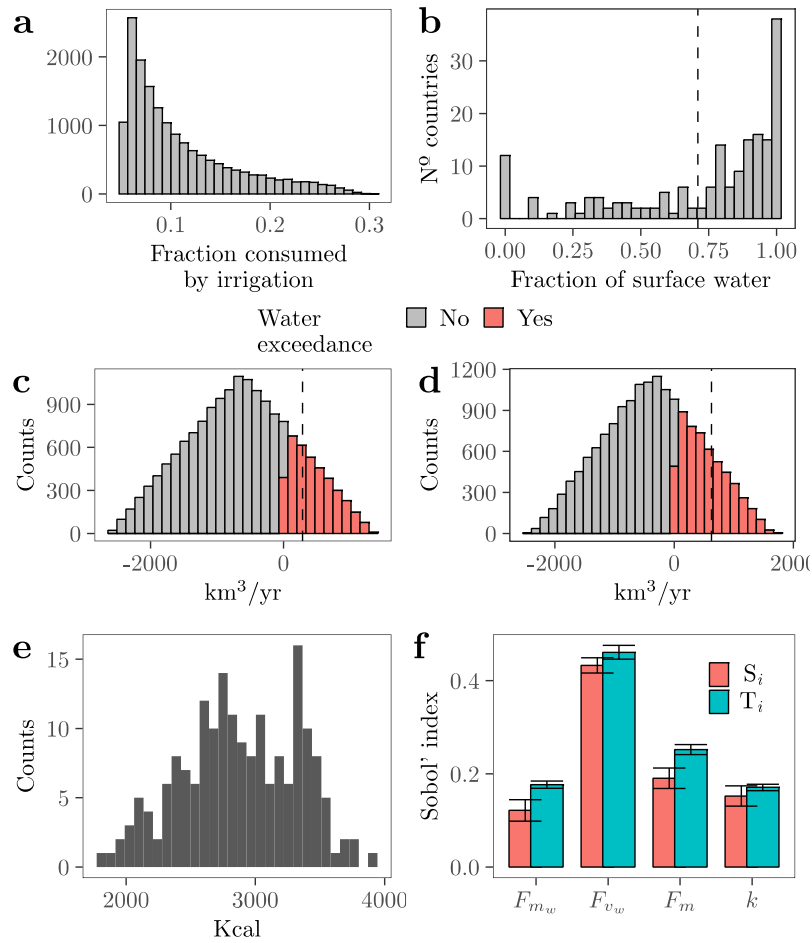 a
2000
1000
0
0.1 0.2 0.3
Fraction consumed
by irrigation
b
Nº countries
30
20
10
0
0.00 0.25 0.50 0.75 1.00
Fraction of surface water
Water
exceedance
No Yes
c
Counts
900
600
300
0
-2000 0
km³/yr
d
Counts
1200
900
600
300
0
-2000 0 2000
km³/yr
e
Counts
15
10
5
0
2000 3000 4000
Kcal
f
Sobol' index
0.4
0.2
0.0
Sᵢ
Tᵢ
F_{m_w} F_{v_w} F_m k